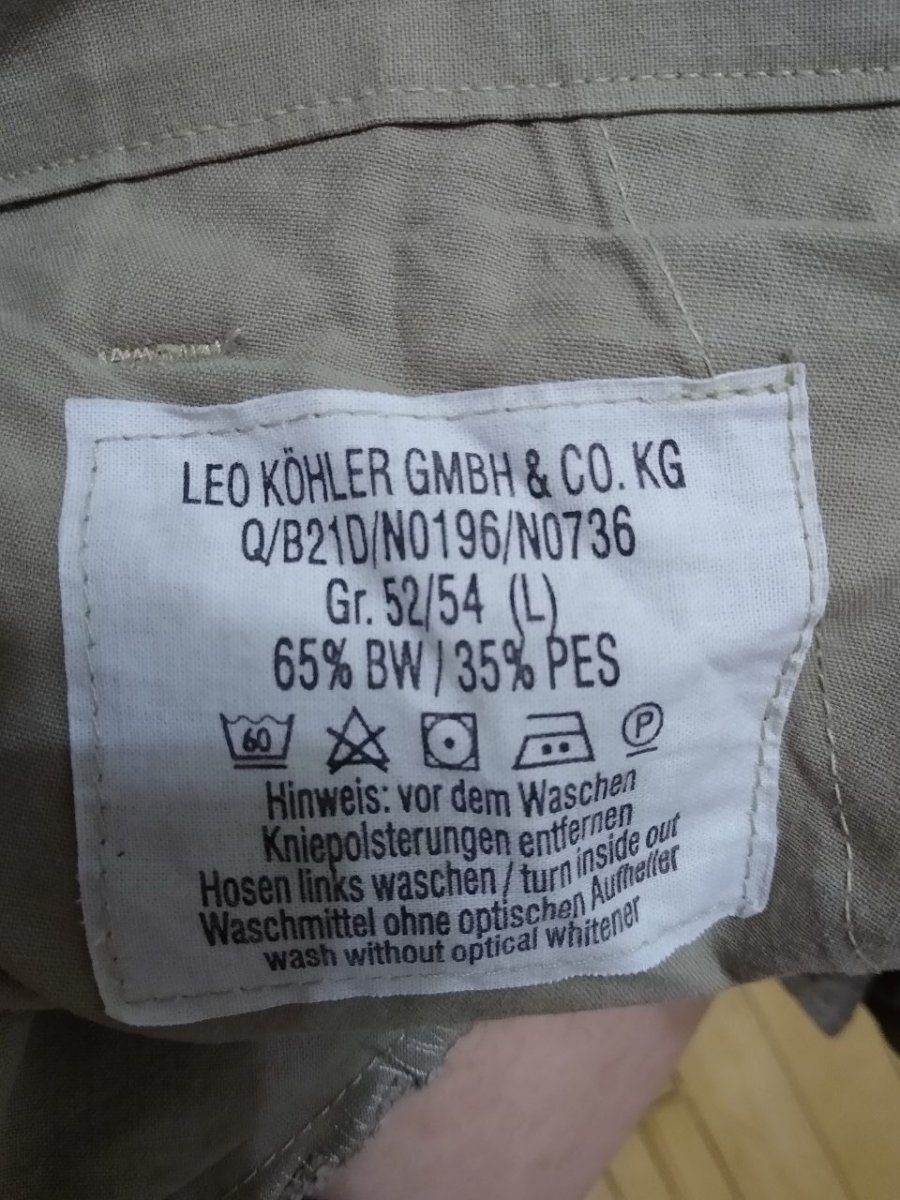 LEO KÖHLER GMBH & CO. KG
Q/B21D/N0196/N0736
Gr. 52/54 (L)
65% BW / 35% PES
60 P
Hinweis: vor dem Waschen
Kniepolsterungen entfernen
Hosen links waschen / turn inside out
Waschmittel ohne optischen Aufheller
wash without optical whitener